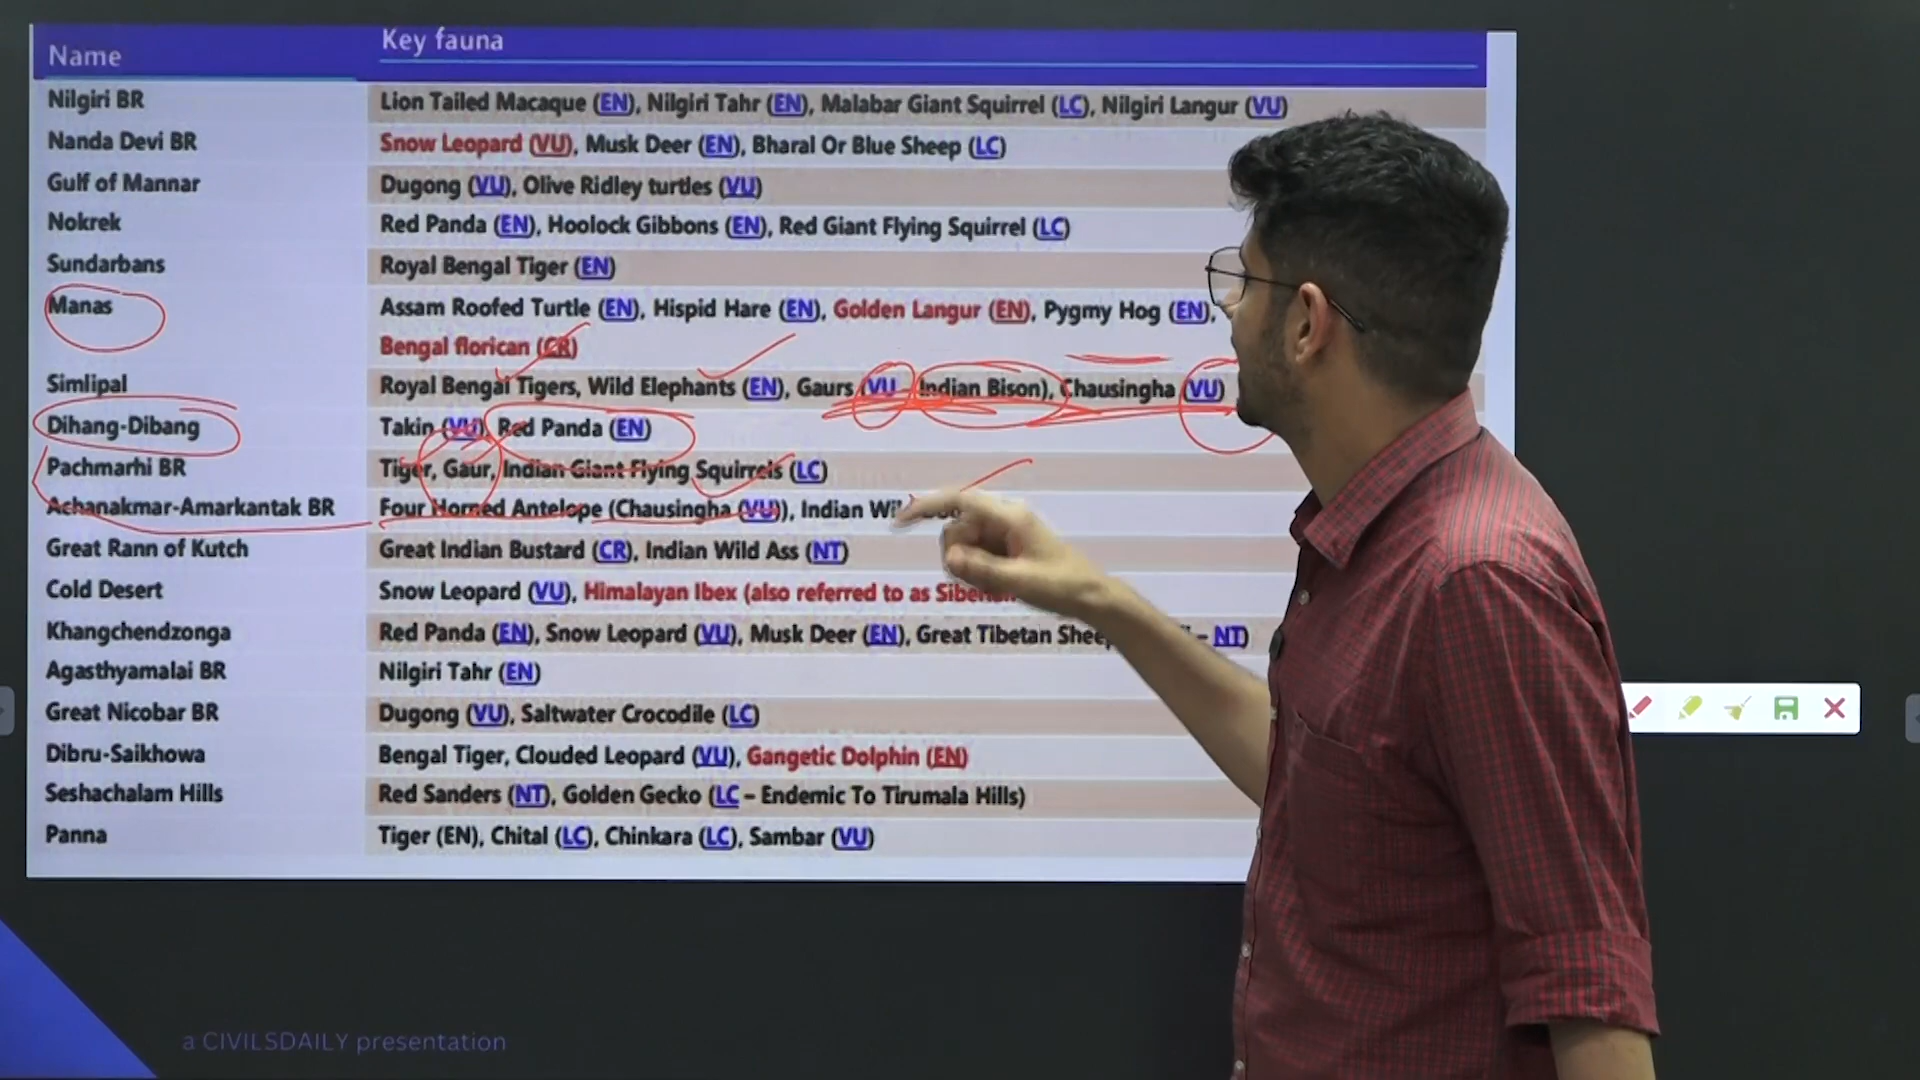 Name Key fauna
Nilgiri BR Lion Tailed Macaque (EN), Nilgiri Tahr (EN), Malabar Giant Squirrel (LC), Nilgiri Langur (VU)
Nanda Devi BR Snow Leopard (VU), Musk Deer (EN), Bharal Or Blue Sheep (LC)
Gulf of Mannar Dugong (VU), Olive Ridley turtles (VU)
Nokrek Red Panda (EN), Hoolock Gibbons (EN), Red Giant Flying Squirrel (LC)
Sundarbans Royal Bengal Tiger (EN)
Manas Assam Roofed Turtle (EN), Hispid Hare (EN), Golden Langur (EN), Pygmy Hog (EN),
Bengal florican (CR)
Simlipal Royal Bengal Tigers, Wild Elephants (EN), Gaurs (VU – Indian Bison), Chausingha (VU)
Dihang-Dibang Takin (VU), Red Panda (EN)
Pachmarhi BR Tiger, Gaur, Indian Giant Flying Squirrels (LC)
Achanakmar-Amarkantak BR Four Horned Antelope (Chausingha (VU)), Indian
Great Rann of Kutch Great Indian Bustard (CR), Indian Wild Ass (NT)
Cold Desert Snow Leopard (VU), Himalayan Ibex (also referred to as
Khangchendzonga Red Panda (EN), Snow Leopard (VU), Musk Deer (EN), Great Tibetan – NT)
Agasthyamalai BR Nilgiri Tahr (EN)
Great Nicobar BR Dugong (VU), Saltwater Crocodile (LC)
Dibru-Saikhowa Bengal Tiger, Clouded Leopard (VU), Gangetic Dolphin (EN)
Seshachalam Hills Red Sanders (NT), Golden Gecko (LC – Endemic To Tirumala Hills)
Panna Tiger (EN), Chital (LC), Chinkara (LC), Sambar (VU)
a CIVILSDAILY presentation